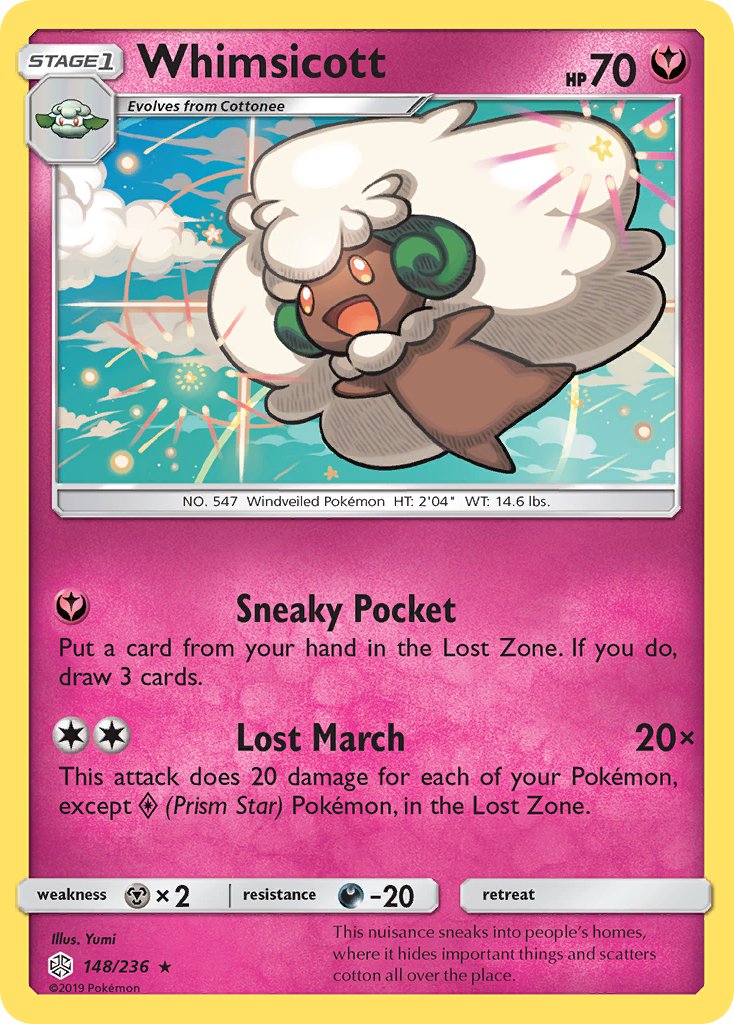 STAGE 1
Whimsicott
HP 70
Evolves from Cottonee
NO. 547 Windveiled Pokémon HT: 2'04" WT: 14.6 lbs.
Sneaky Pocket
Put a card from your hand in the Lost Zone. If you do,
draw 3 cards.
Lost March 20×
This attack does 20 damage for each of your Pokémon,
except (Prism Star) Pokémon, in the Lost Zone.
weakness ×2 resistance -20 retreat
Illus. Yumi
148/236 ★
©2019 Pokémon
This nuisance sneaks into people's homes,
where it hides important things and scatters
cotton all over the place.